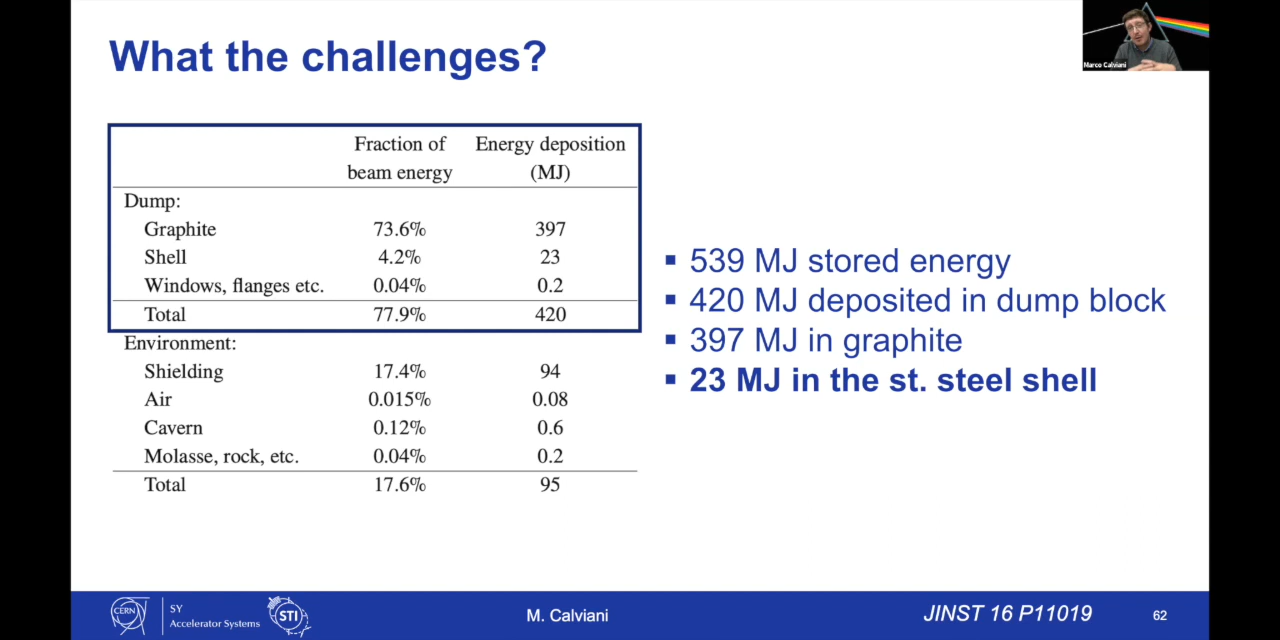 What the challenges?
Marco Calviani
Fraction of Energy deposition
beam energy (MJ)
Dump:
Graphite 73.6% 397
Shell 4.2% 23
Windows, flanges etc. 0.04% 0.2
Total 77.9% 420
Environment:
Shielding 17.4% 94
Air 0.015% 0.08
Cavern 0.12% 0.6
Molasse, rock, etc. 0.04% 0.2
Total 17.6% 95
▪ 539 MJ stored energy
▪ 420 MJ deposited in dump block
▪ 397 MJ in graphite
▪ 23 MJ in the st. steel shell
CERN
SY
Accelerator Systems
STI
M. Calviani
JINST 16 P11019
62